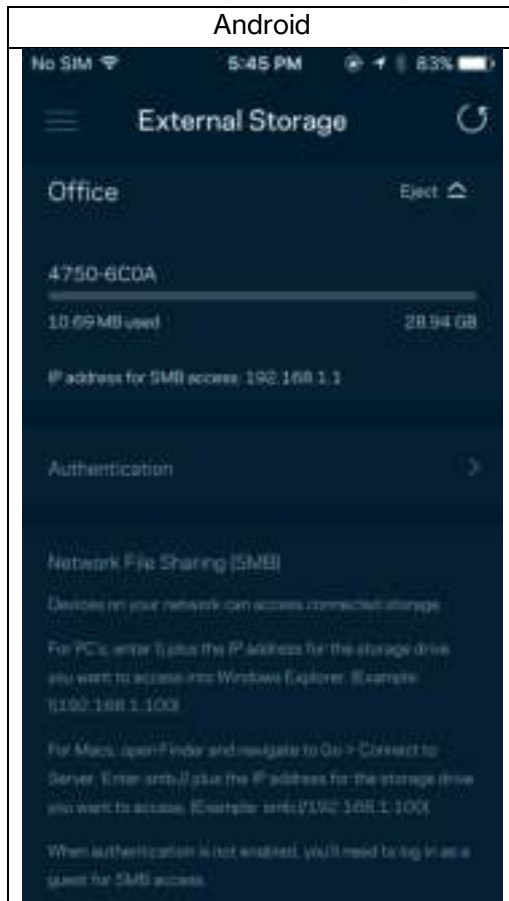 Android
No SIM 5:45 PM 83%
External Storage
Office Eject
4750-6C0A
10.69 MB used 28.94 GB
IP address for SMB access: 192.168.1.1
Authentication
Network File Sharing (SMB)
Devices on your network can access connected storage.
For PC's, enter \\ plus the IP address for the storage drive
you want to access into Windows Explorer. (Example:
\\192.168.1.100)
For Macs, open Finder and navigate to Go > Connect to
Server. Enter smb:// plus the IP address for the storage drive
you want to access. (Example: smb://192.168.1.100)
When authentication is not enabled, you'll need to log in as a
guest for SMB access.